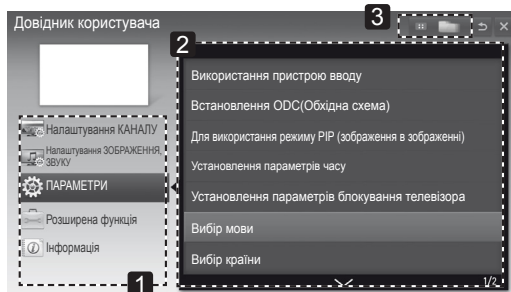 Довідник користувача
3
2
Налаштування КАНАЛУ
Налаштування ЗОБРАЖЕННЯ,
ЗВУКУ
ПАРАМЕТРИ
Розширена функція
Інформація
1
Використання пристрою вводу
Встановлення ODC(Обхідна схема)
Для використання режиму PIP (зображення в зображенні)
Установлення параметрів часу
Установлення параметрів блокування телевізора
Вибір мови
Вибір країни
1/2